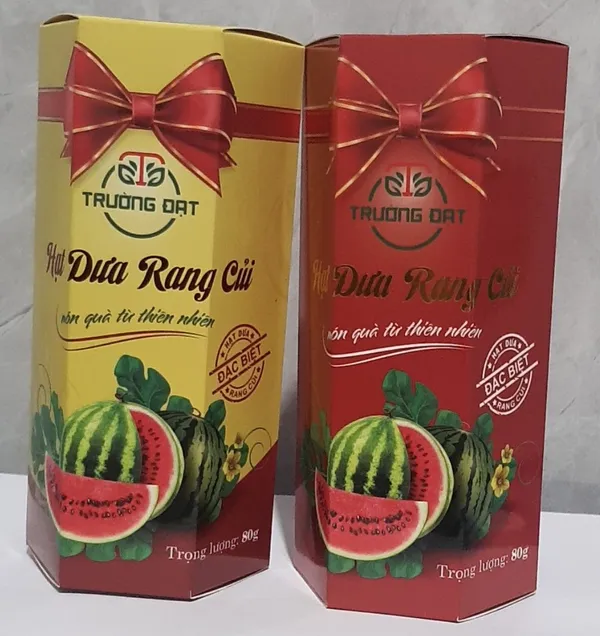 TRƯỜNG ĐẠT
Hạt Dưa Rang Củi
món quà từ thiên nhiên
HẠT DƯA
ĐẶC BIỆT
RANG CỦI
Trọng lượng: 80g
TRƯỜNG ĐẠT
Hạt Dưa Rang Củi
món quà từ thiên nhiên
HẠT DƯA
ĐẶC BIỆT
RANG CỦI
Trọng lượng: 80g